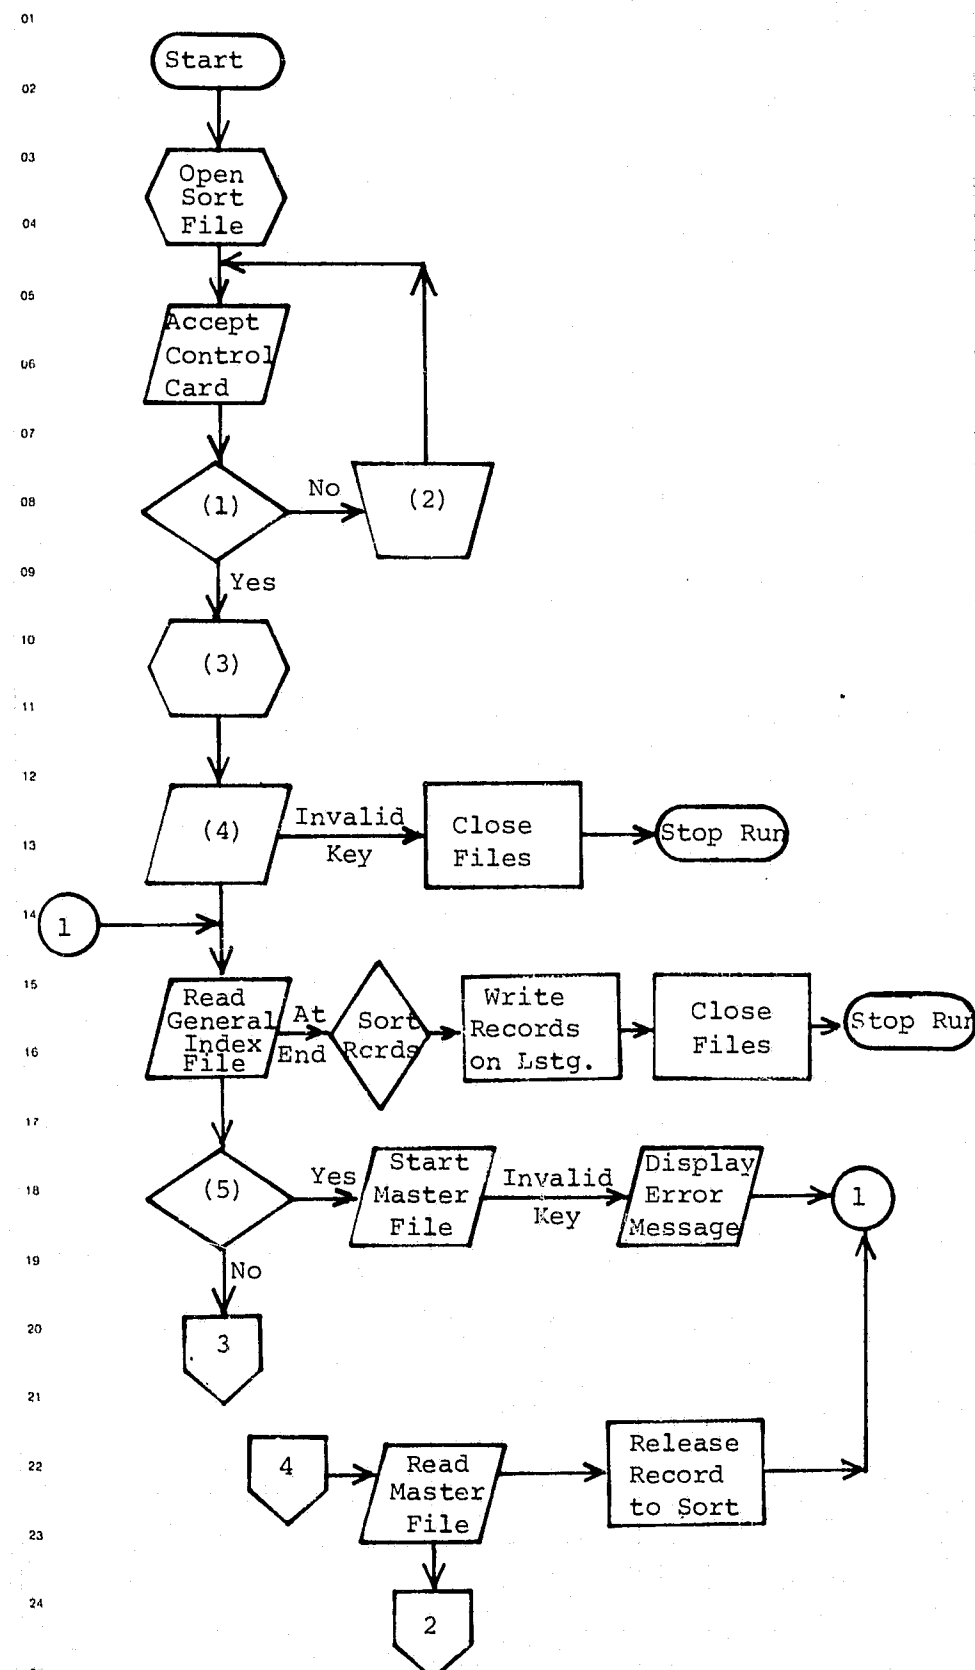 01
Start
02
03
Open
Sort
File
04
05
Accept
Control
Card
06
07
08
(1)
No
(2)
09
Yes
10
(3)
11
12
(4)
Invalid
Key
Close
Files
Stop Run
13
14
1
15
Read
General
Index
File
At
End
Sort
Rcrds
Write
Records
on Lstg.
Close
Files
Stop Run
16
17
18
(5)
Yes
Start
Master
File
Invalid
Key
Display
Error
Message
1
19
No
20
3
21
22
4
Read
Master
File
Release
Record
to Sort
23
24
2